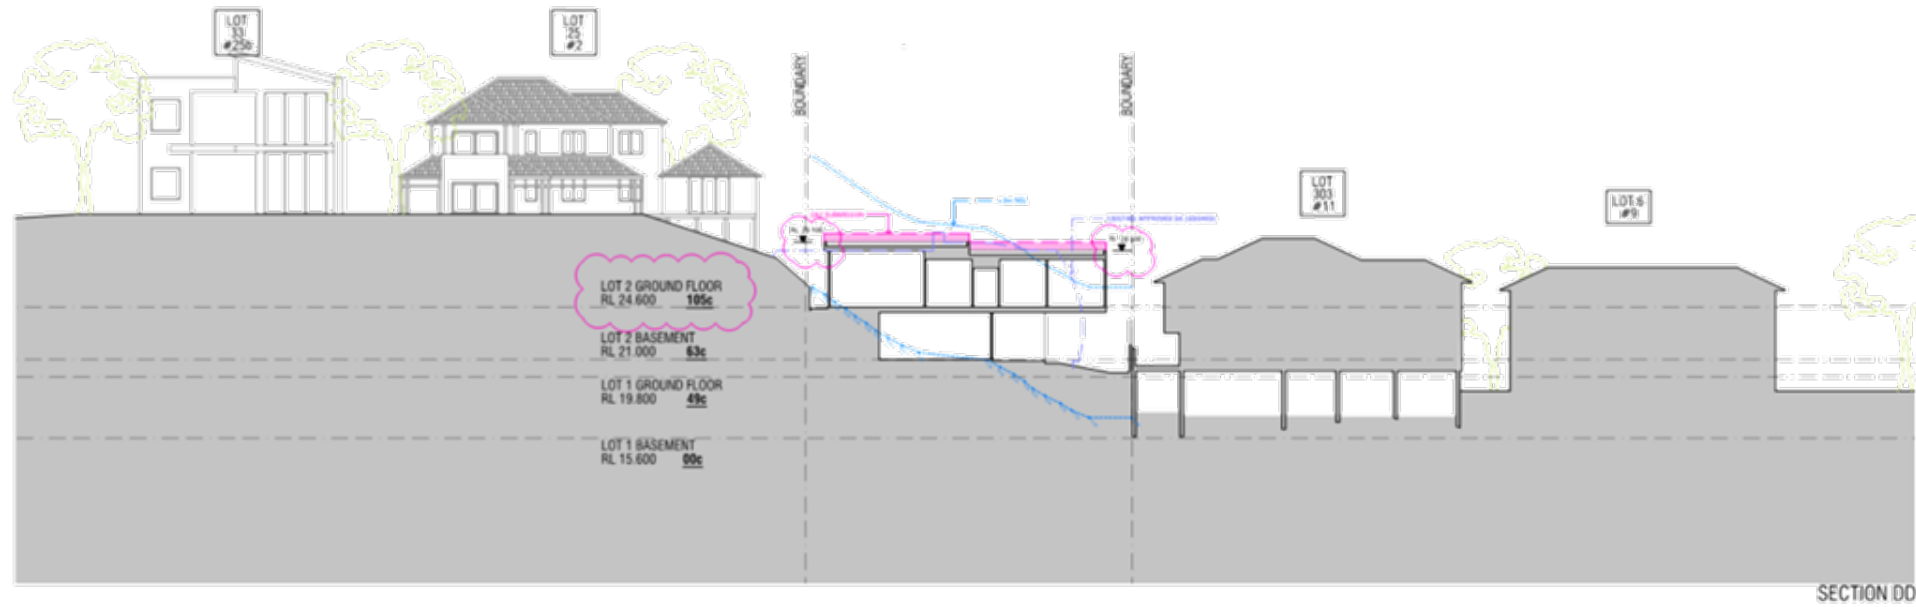 LOT
33
LOT
25
#2
BOUNDARY
BOUNDARY
LOT
303
#11
LOT 6
#9
LOT 2 GROUND FLOOR
RL 24.600 105c
LOT 2 BASEMENT
RL 21.000 63c
LOT 1 GROUND FLOOR
RL 19.800 49c
LOT 1 BASEMENT
RL 15.600 00c
SECTION DD